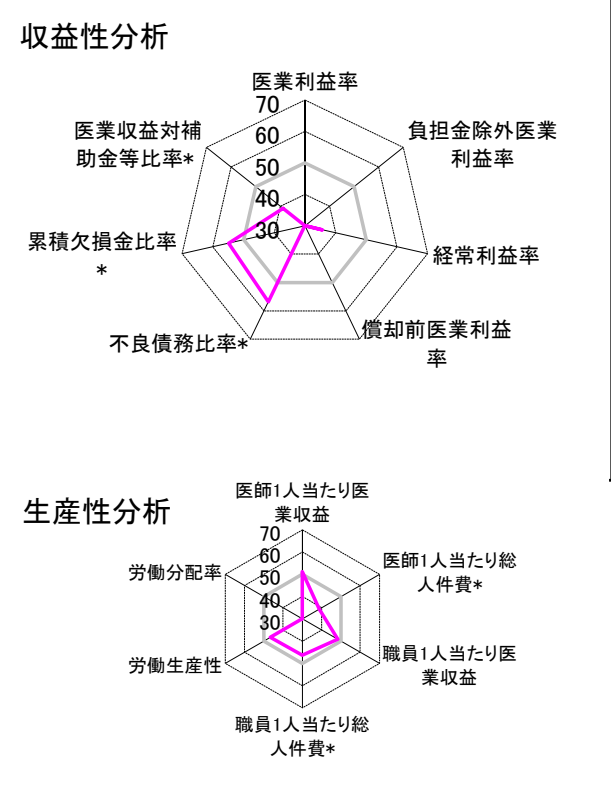 収益性分析
医業利益率
70
60
50
40
30
負担金除外医業
利益率
経常利益率
償却前医業利益
率
不良債務比率*
累積欠損金比率
*
医業収益対補
助金等比率*
生産性分析
医師1人当たり医
業収益
70
60
50
40
30
医師1人当たり総
人件費*
職員1人当たり医
業収益
職員1人当たり総
人件費*
労働生産性
労働分配率